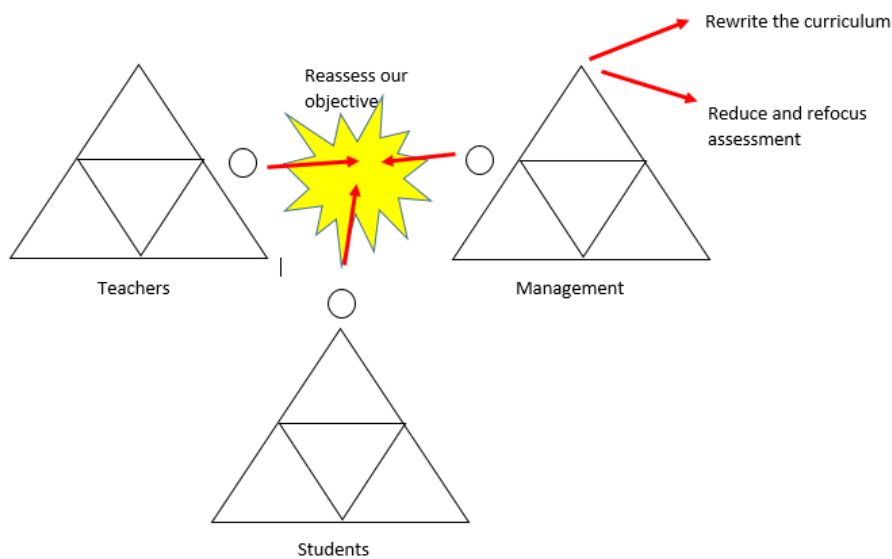 Rewrite the curriculum
Reassess our
objective
Reduce and refocus
assessment
Teachers
Management
Students